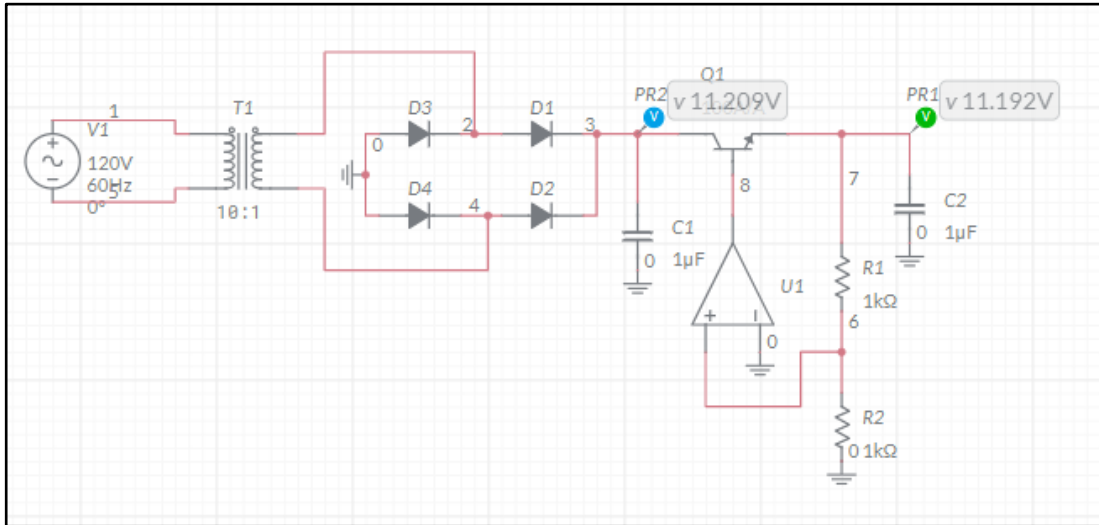 1
V1
120V
60Hz
5
0°
T1
10:1
D3
0
2
D1
3
D4
4
D2
PR2
v 11.209V
Q1
C1
0
1µF
8
U1
+
−
0
PR1
v 11.192V
V
V
7
C2
0
1µF
R1
1kΩ
6
R2
0
1kΩ